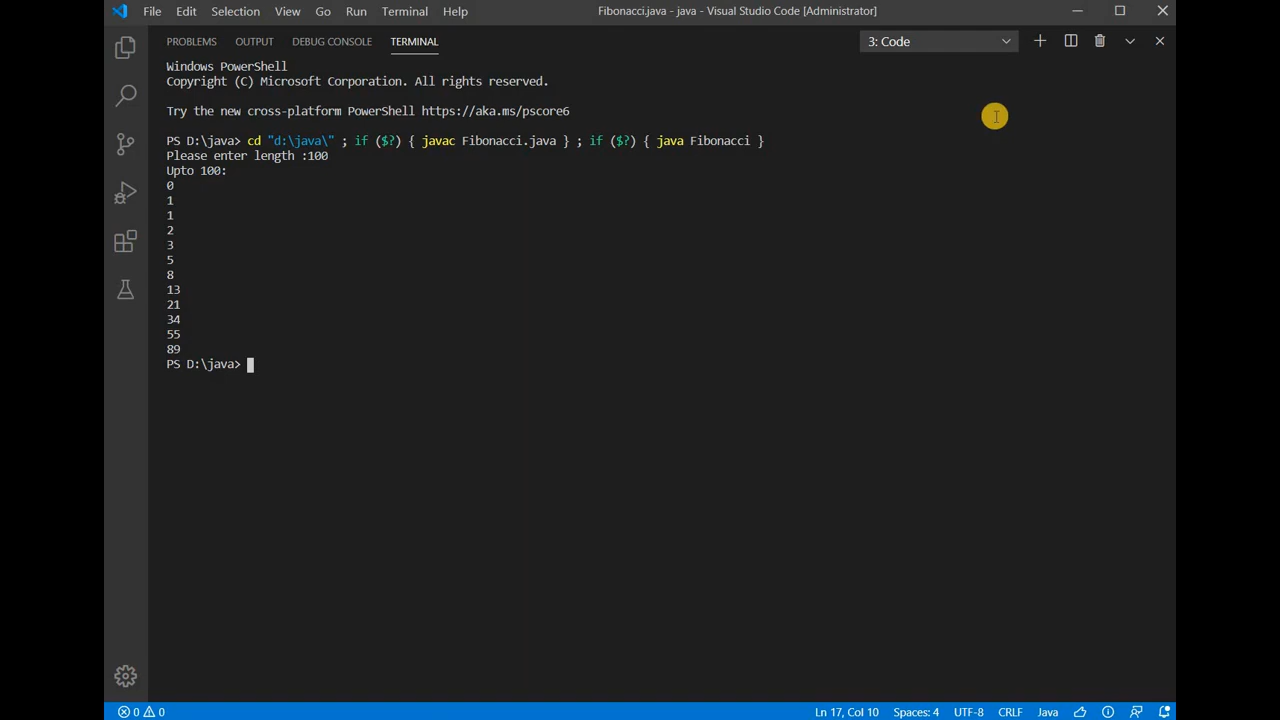 File Edit Selection View Go Run Terminal Help Fibonacci.java - java - Visual Studio Code [Administrator]
PROBLEMS OUTPUT DEBUG CONSOLE TERMINAL 3: Code
Windows PowerShell
Copyright (C) Microsoft Corporation. All rights reserved.
Try the new cross-platform PowerShell https://aka.ms/pscore6
PS D:\java> cd "d:\java\" ; if ($?) { javac Fibonacci.java } ; if ($?) { java Fibonacci }
Please enter length :100
Upto 100:
0
1
1
2
3
5
8
13
21
34
55
89
PS D:\java>
0 0 Ln 17, Col 10 Spaces: 4 UTF-8 CRLF Java